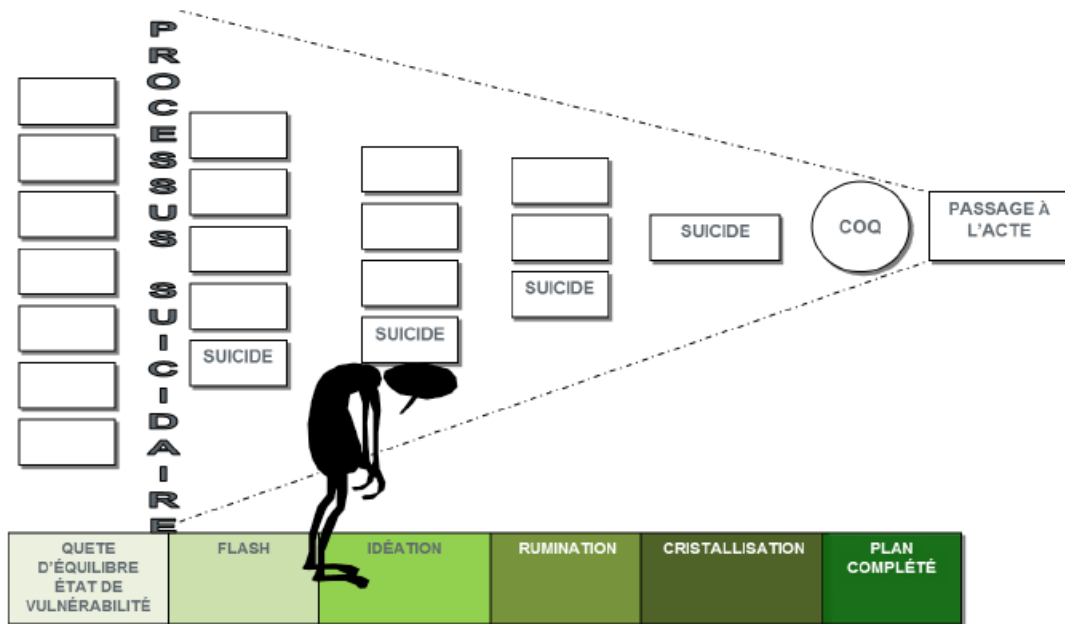 PROCESSUS SUICIDAIRE
SUICIDE
SUICIDE
SUICIDE
SUICIDE
COQ
PASSAGE À
L'ACTE
QUETE
D'ÉQUILIBRE
ÉTAT DE
VULNÉRABILITÉ
FLASH
IDÉATION
RUMINATION
CRISTALLISATION
PLAN
COMPLÉTÉ